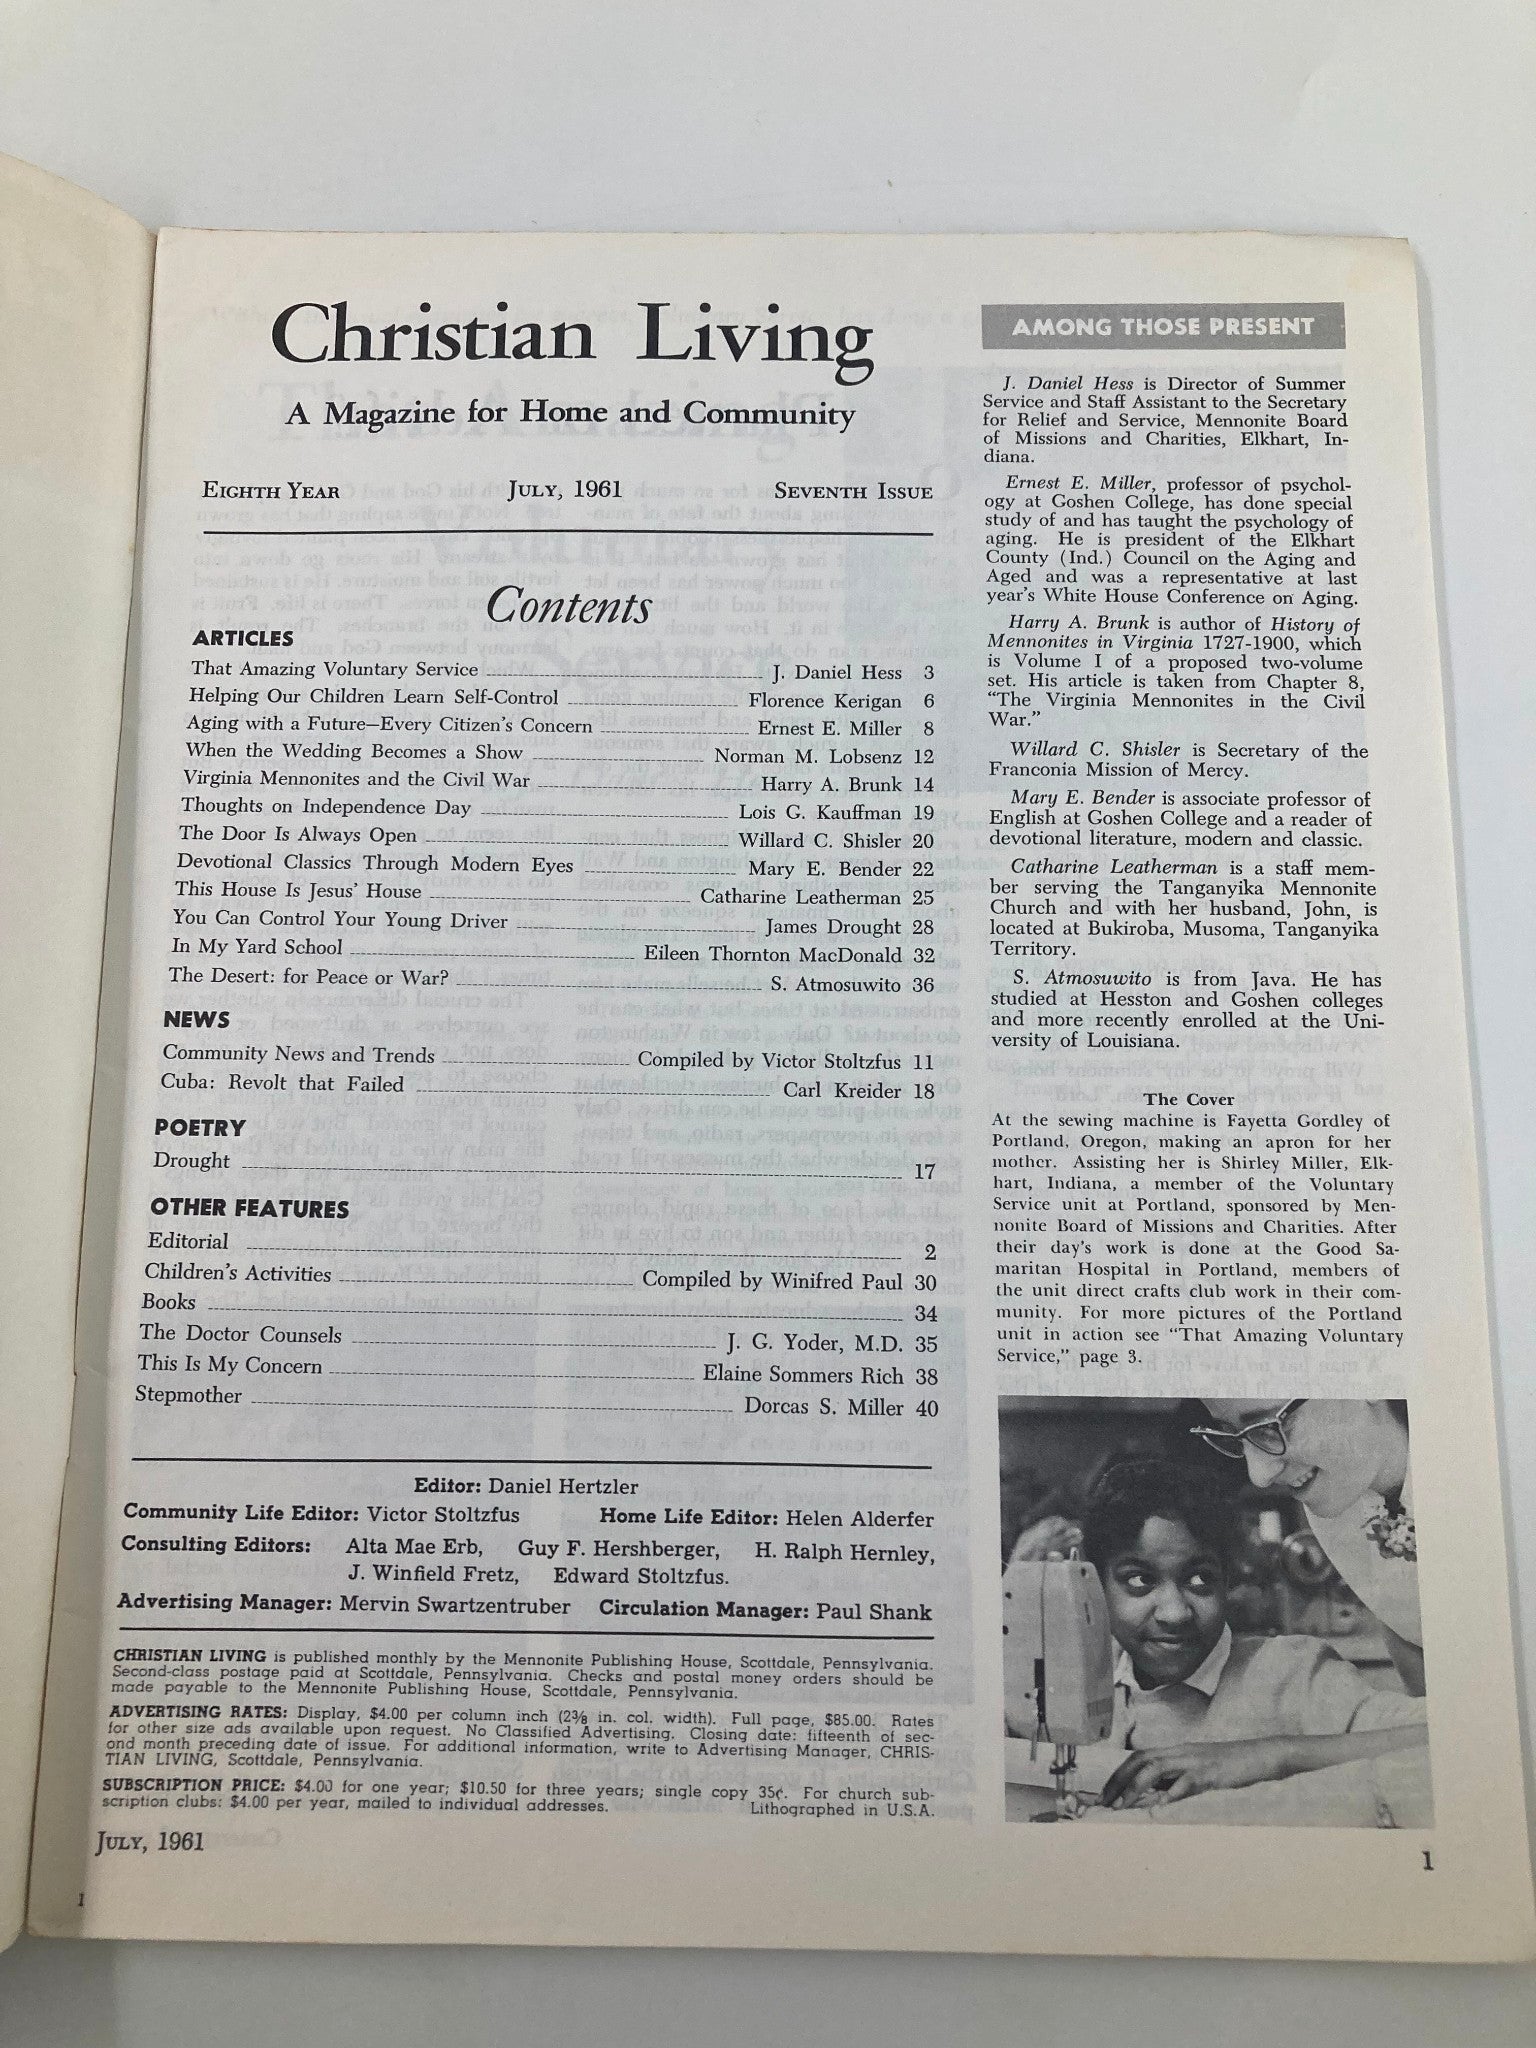 Christian Living
A Magazine for Home and Community
EIGHTH YEAR JULY, 1961 SEVENTH ISSUE
Contents
ARTICLES
That Amazing Voluntary Service J. Daniel Hess 3
Helping Our Children Learn Self-Control Florence Kerigan 6
Aging with a Future—Every Citizen's Concern Ernest E. Miller 8
When the Wedding Becomes a Show Norman M. Lobsenz 12
Virginia Mennonites and the Civil War Harry A. Brunk 14
Thoughts on Independence Day Lois G. Kauffman 19
The Door Is Always Open Willard C. Shisler 20
Devotional Classics Through Modern Eyes Mary E. Bender 22
This House Is Jesus' House Catharine Leatherman 25
You Can Control Your Young Driver James Drought 28
In My Yard School Eileen Thornton MacDonald 32
The Desert: for Peace or War? S. Atmosuwito 36
NEWS
Community News and Trends Compiled by Victor Stoltzfus 11
Cuba: Revolt that Failed Carl Kreider 18
POETRY
Drought 17
OTHER FEATURES
Editorial 2
Children's Activities Compiled by Winifred Paul 30
Books 34
The Doctor Counsels J. G. Yoder, M.D. 35
This Is My Concern Elaine Sommers Rich 38
Stepmother Dorcas S. Miller 40
Editor: Daniel Hertzler
Community Life Editor: Victor Stoltzfus Home Life Editor: Helen Alderfer
Consulting Editors: Alta Mae Erb, Guy F. Hershberger, H. Ralph Hernley,
J. Winfield Fretz, Edward Stoltzfus.
Advertising Manager: Mervin Swartzentruber Circulation Manager: Paul Shank
CHRISTIAN LIVING is published monthly by the Mennonite Publishing House, Scottdale, Pennsylvania.
Second-class postage paid at Scottdale, Pennsylvania. Checks and postal money orders should be
made payable to the Mennonite Publishing House, Scottdale, Pennsylvania.
ADVERTISING RATES: Display, $4.00 per column inch (2⅜ in. col. width). Full page, $85.00. Rates
for other size ads available upon request. No Classified Advertising. Closing date: fifteenth of sec-
ond month preceding date of issue. For additional information, write to Advertising Manager, CHRIS-
TIAN LIVING, Scottdale, Pennsylvania.
SUBSCRIPTION PRICE: $4.00 for one year; $10.50 for three years; single copy 35¢. For church sub-
scription clubs: $4.00 per year, mailed to individual addresses. Lithographed in U.S.A.
JULY, 1961
1
AMONG THOSE PRESENT
J. Daniel Hess is Director of Summer
Service and Staff Assistant to the Secretary
for Relief and Service, Mennonite Board
of Missions and Charities, Elkhart, In-
diana.
Ernest E. Miller, professor of psychol-
ogy at Goshen College, has done special
study of and has taught the psychology of
aging. He is president of the Elkhart
County (Ind.) Council on the Aging and
Aged and was a representative at last
year's White House Conference on Aging.
Harry A. Brunk is author of History of
Mennonites in Virginia 1727-1900, which
is Volume I of a proposed two-volume
set. His article is taken from Chapter 8,
"The Virginia Mennonites in the Civil
War."
Willard C. Shisler is Secretary of the
Franconia Mission of Mercy.
Mary E. Bender is associate professor of
English at Goshen College and a reader of
devotional literature, modern and classic.
Catharine Leatherman is a staff mem-
ber serving the Tanganyika Mennonite
Church and with her husband, John, is
located at Bukiroba, Musoma, Tanganyika
Territory.
S. Atmosuwito is from Java. He has
studied at Hesston and Goshen colleges
and more recently enrolled at the Uni-
versity of Louisiana.
The Cover
At the sewing machine is Fayetta Gordley of
Portland, Oregon, making an apron for her
mother. Assisting her is Shirley Miller, Elk-
hart, Indiana, a member of the Voluntary
Service unit at Portland, sponsored by Men-
nonite Board of Missions and Charities. After
their day's work is done at the Good Sa-
maritan Hospital in Portland, members of
the unit direct crafts club work in their com-
munity. For more pictures of the Portland
unit in action see "That Amazing Voluntary
Service," page 3.
1